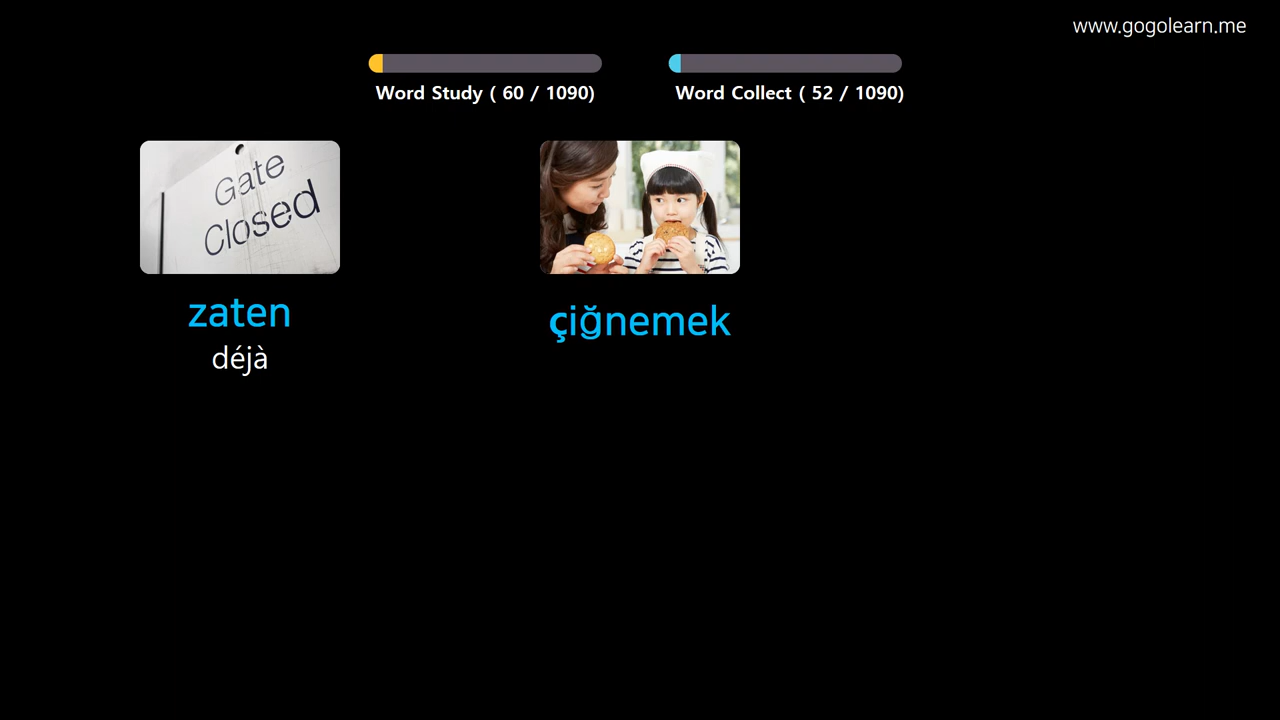 www.gogolearn.me
Word Study ( 60 / 1090)
Word Collect ( 52 / 1090)
Gate
Closed
zaten
déjà
çiğnemek